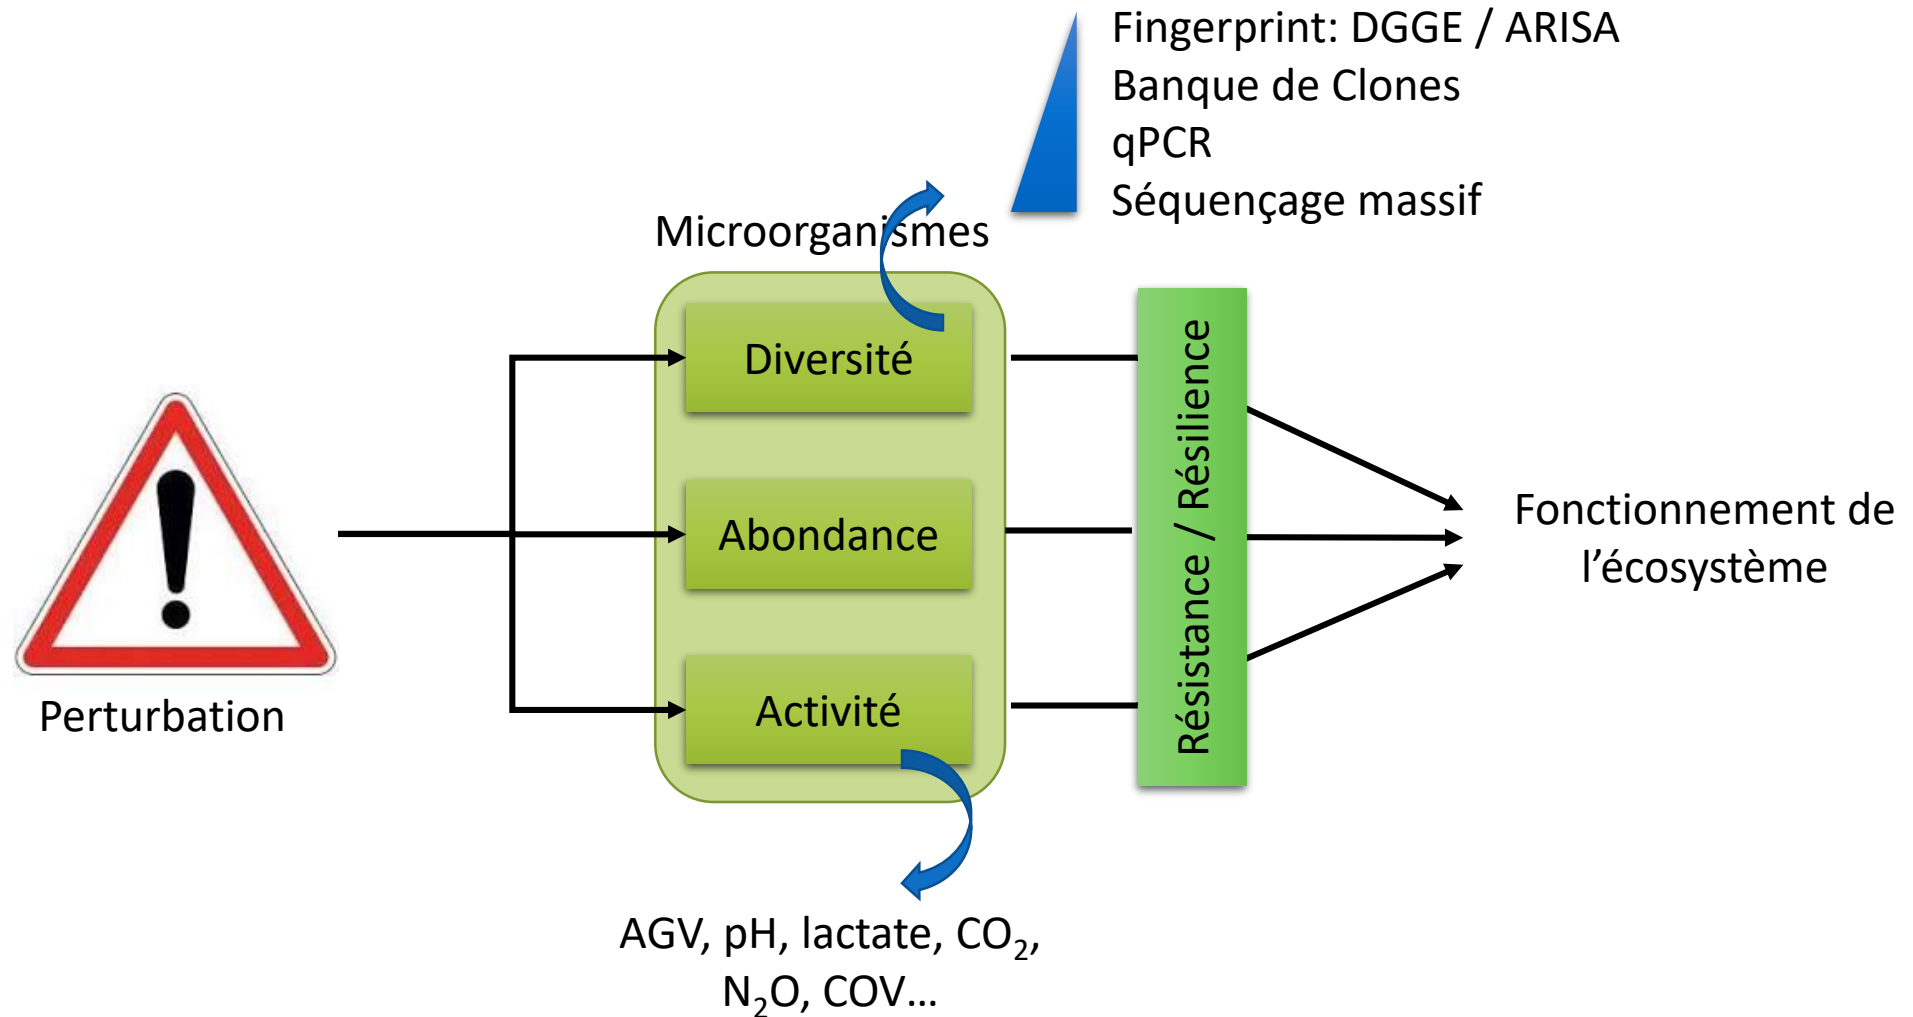 Fingerprint: DGGE / ARISA
Banque de Clones
qPCR
Séquençage massif
Microorganismes
Diversité
Abondance
Activité
Résistance / Résilience
Perturbation
Fonctionnement de
l’écosystème
AGV, pH, lactate, CO₂,
N₂O, COV…